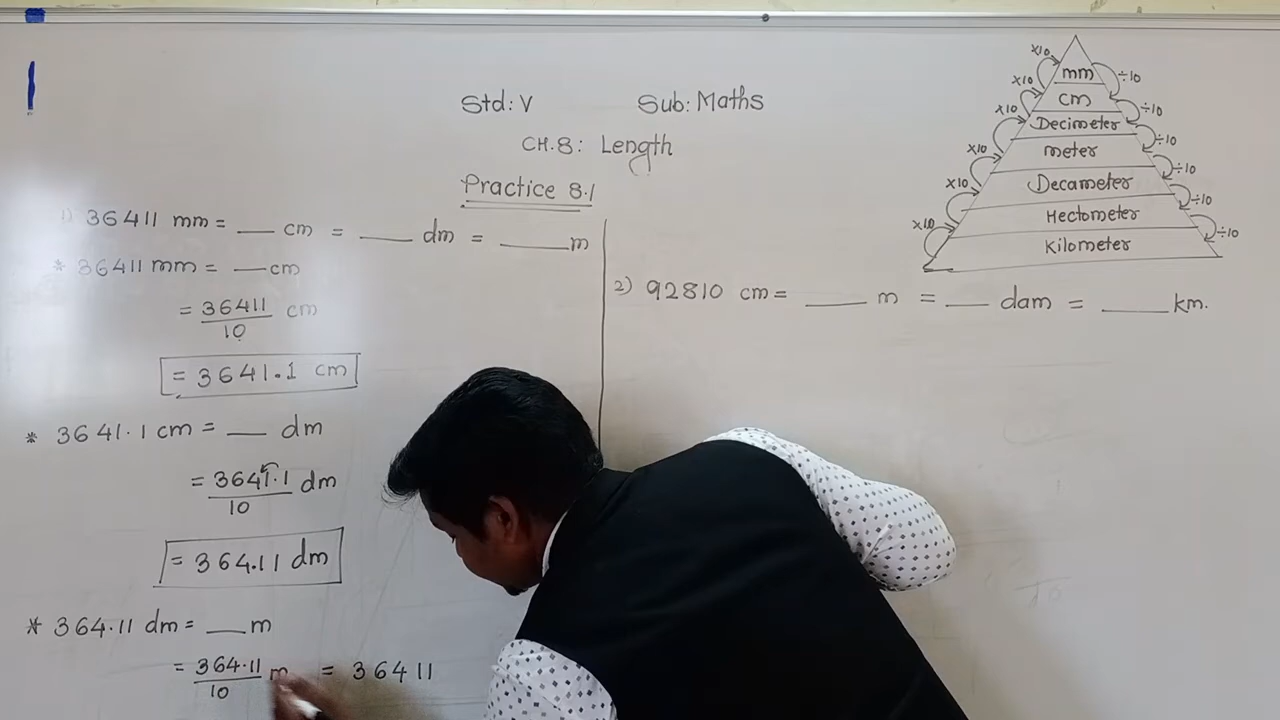 Std: V Sub: Maths
CH.8: Length
Practice 8.1
1) 36411 mm = ___ cm = ___ dm = ___ m
* 36411 mm = ___ cm
= 36411/10 cm
= 3641.1 cm
* 3641.1 cm = ___ dm
= 3641.1/10 dm
= 364.11 dm
* 364.11 dm = ___ m
= 364.11/10 m = 36411
2) 92810 cm = ___ m = ___ dam = ___ km.
×10 mm ÷10
×10 cm ÷10
×10 Decimeter ÷10
×10 meter ÷10
×10 Decameter ÷10
×10 Hectometer ÷10
Kilometer